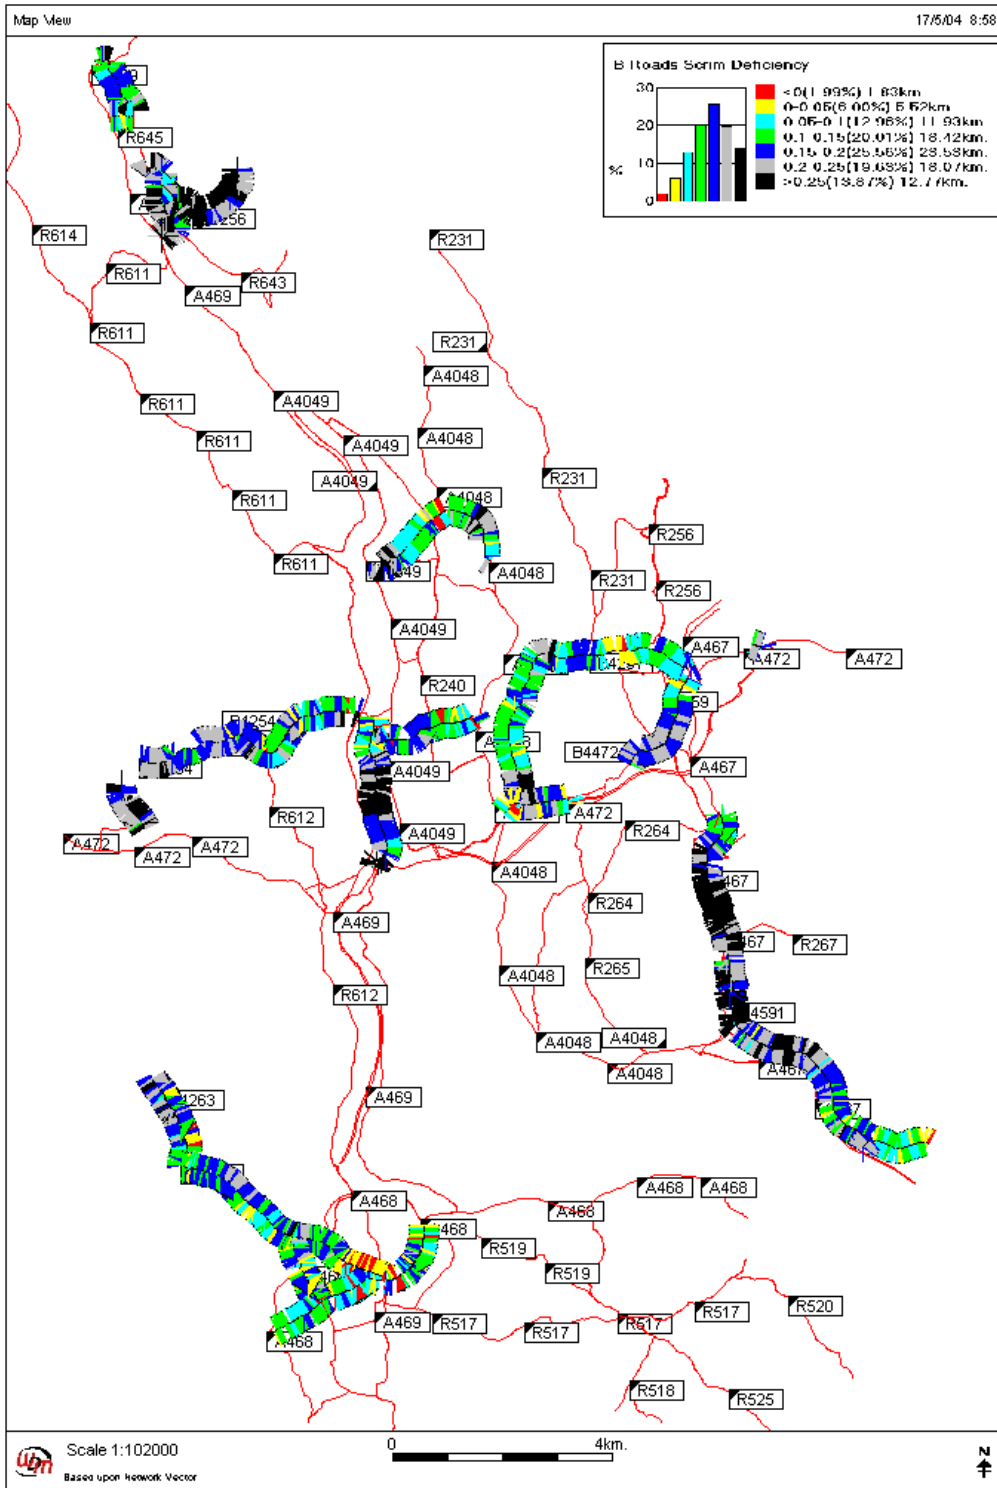 Map View
17/5/04 8:58
B Roads Scrim Deficiency
30
20
10
0
%
<0(1.99%) 1.83km
0-0.05(6.00%) 5.52km
0.05-0.1(12.96%) 11.93km.
0.1-0.15(20.01%) 18.42km.
0.15-0.2(25.56%) 23.53km.
0.2-0.25(19.63%) 18.07km.
>0.25(13.87%) 12.77km.
R645
R614
R231
R611
R643
A469
R611
R231
A4048
R611
A4049
R611
A4048
A4049
A4049
R231
R611
A4048
R256
R611
A4048
R231
R256
A4049
A467
A472
A472
R240
B4472
A4049
A467
R612
A472
R264
A472
A472
A472
A4049
A4048
R264
A469
R267
R265
A4048
R612
4591
A4048
A4048
A4048
A469
A468
A468
A468
A468
468
R519
R519
R517
R520
A469
R517
R517
R517
A468
R518
R525
Scale 1:102000
0
4km.
N
Based upon Network Vector